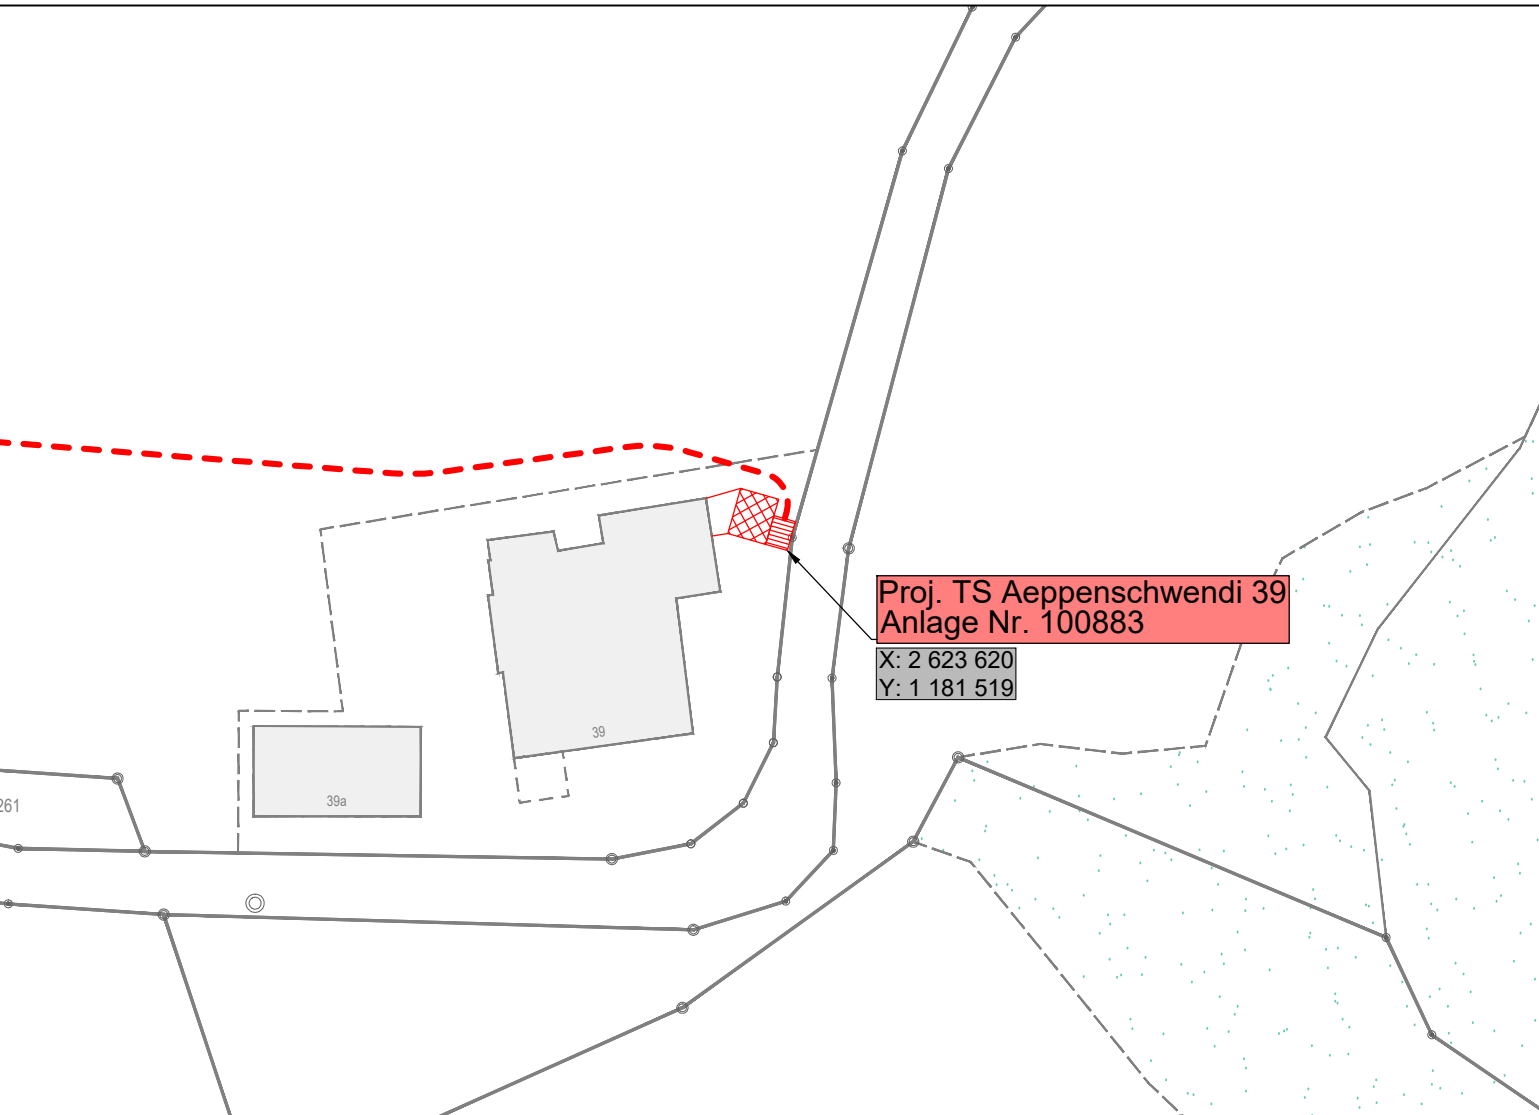 Proj. TS Aeppenschwendi 39
Anlage Nr. 100883
X: 2 623 620
Y: 1 181 519
39
39a
261